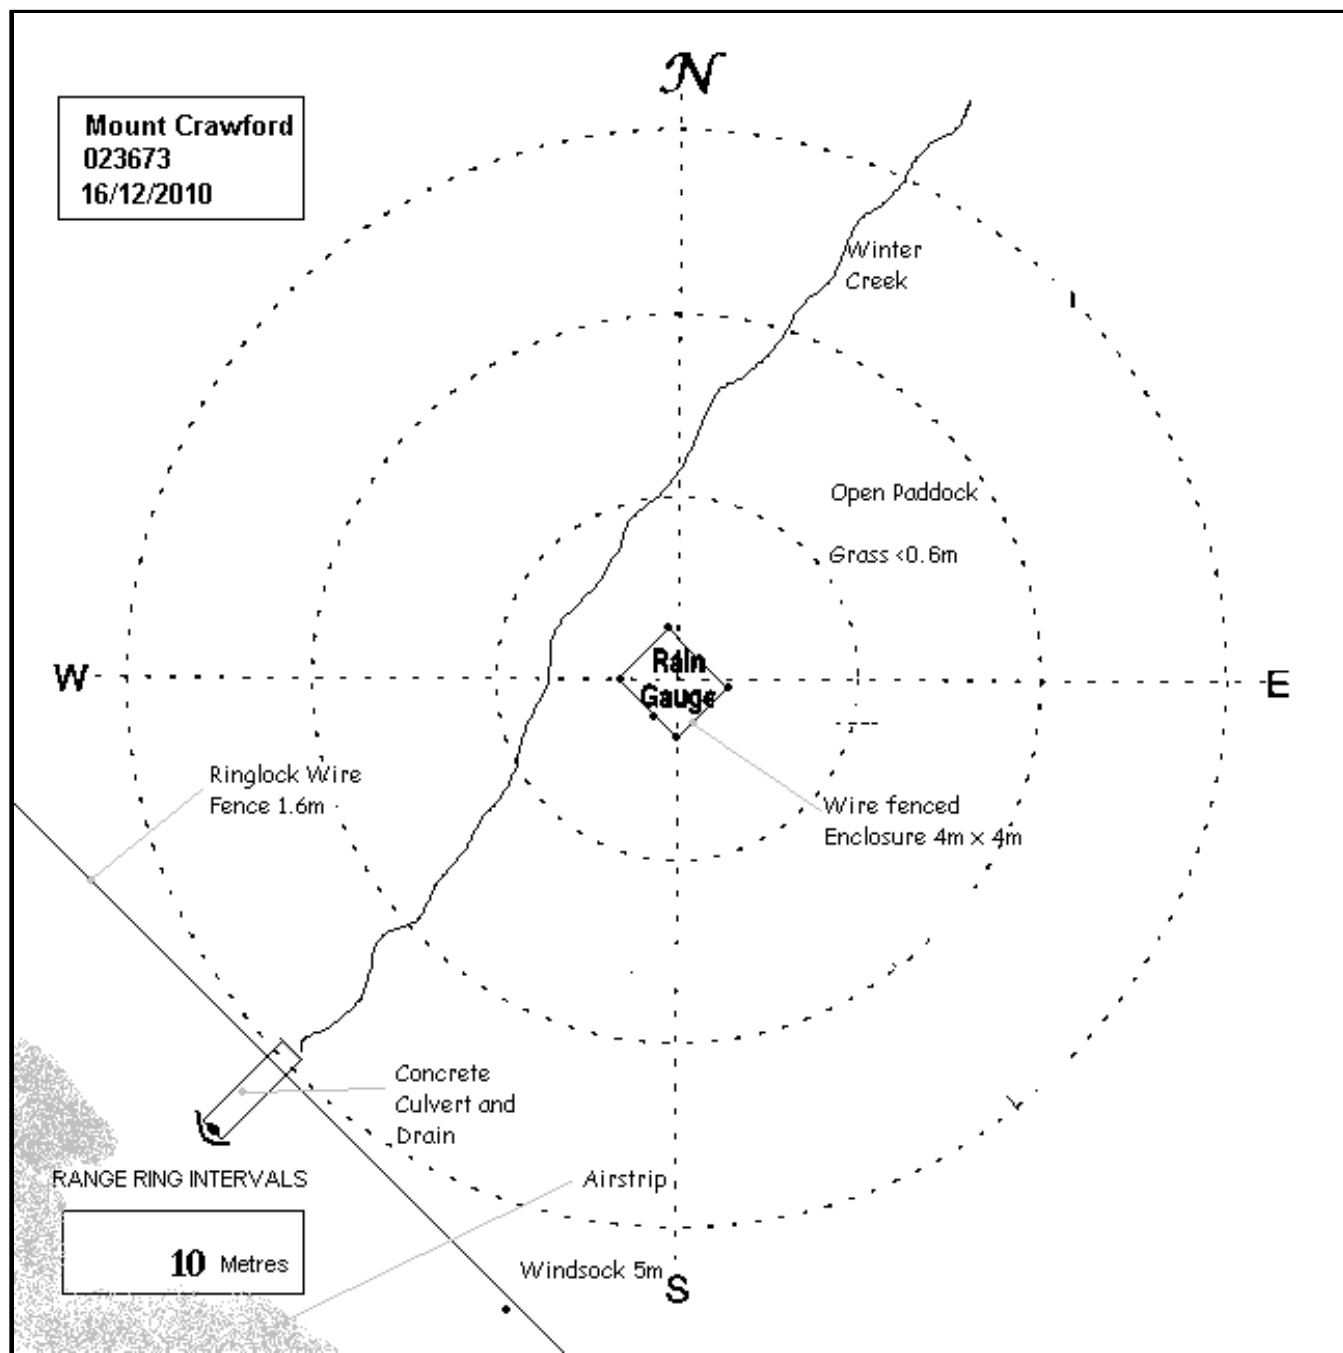 N
Mount Crawford
023673
16/12/2010
Winter
Creek
Open Paddock
Grass <0.6m
W
Rain
Gauge
E
Ringlock Wire
Fence 1.6m
Wire fenced
Enclosure 4m x 4m
Concrete
Culvert and
Drain
RANGE RING INTERVALS
10 Metres
Airstrip
Windsock 5m
S